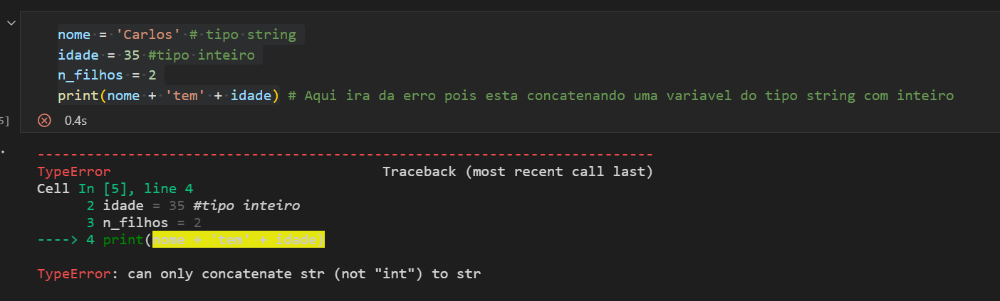 nome = 'Carlos' # tipo string
idade = 35 #tipo inteiro
n_filhos = 2
print(nome + 'tem' + idade) # Aqui ira da erro pois esta concatenando uma variavel do tipo string com inteiro
5] 0.4s
---------------------------------------------------------------------------
TypeError Traceback (most recent call last)
Cell In [5], line 4
2 idade = 35 #tipo inteiro
3 n_filhos = 2
----> 4 print(nome + 'tem' + idade)
TypeError: can only concatenate str (not "int") to str